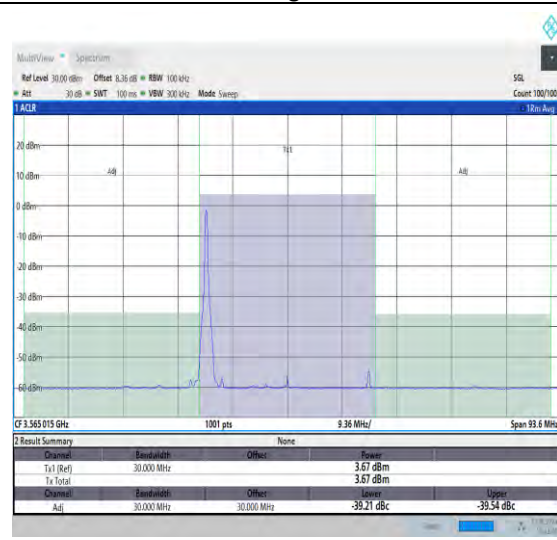 MultiView Spectrum
Ref Level 30.00 dBm Offset 8.36 dB RBW 100 kHz SGL
Att 30 dB SWT 100 ms VBW 300 kHz Mode Sweep Count 100/100
1 ACLR 1Rm Avg
Tx1
20 dBm
Adj Adj
10 dBm
0 dBm
-10 dBm
-20 dBm
-30 dBm
-40 dBm
-50 dBm
-60 dBm
CF 3.565 015 GHz 1001 pts 9.36 MHz/ Span 93.6 MHz
2 Result Summary None
Channel Bandwidth Offset Power
Tx1 (Ref) 30.000 MHz 3.67 dBm
Tx Total 3.67 dBm
Channel Bandwidth Offset Lower Upper
Adj 30.000 MHz 30.000 MHz -39.21 dBc -39.54 dBc